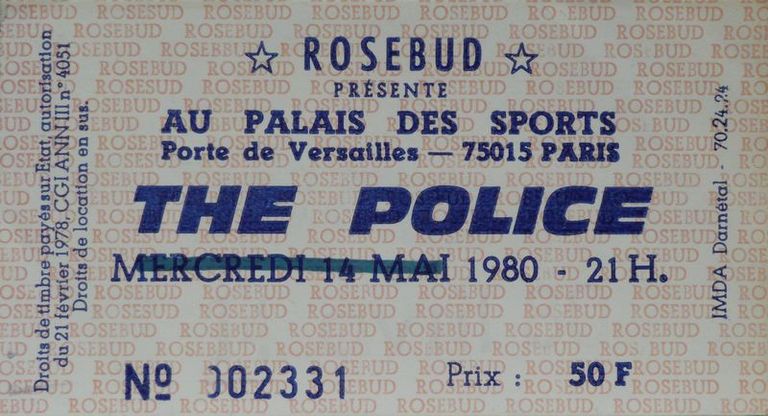 ☆ ROSEBUD ☆
PRÉSENTE
AU PALAIS DES SPORTS
Porte de Versailles — 75015 PARIS
THE POLICE
MERCREDI 14 MAI 1980 - 21 H.
Nº 002331
Prix : 50 F
Droits de timbre payés sur Etat, autorisation
du 21 février 1978, CGI ANN III n° 4051
Droits de location en sus.
IMDA Darnétal - 70.24.24